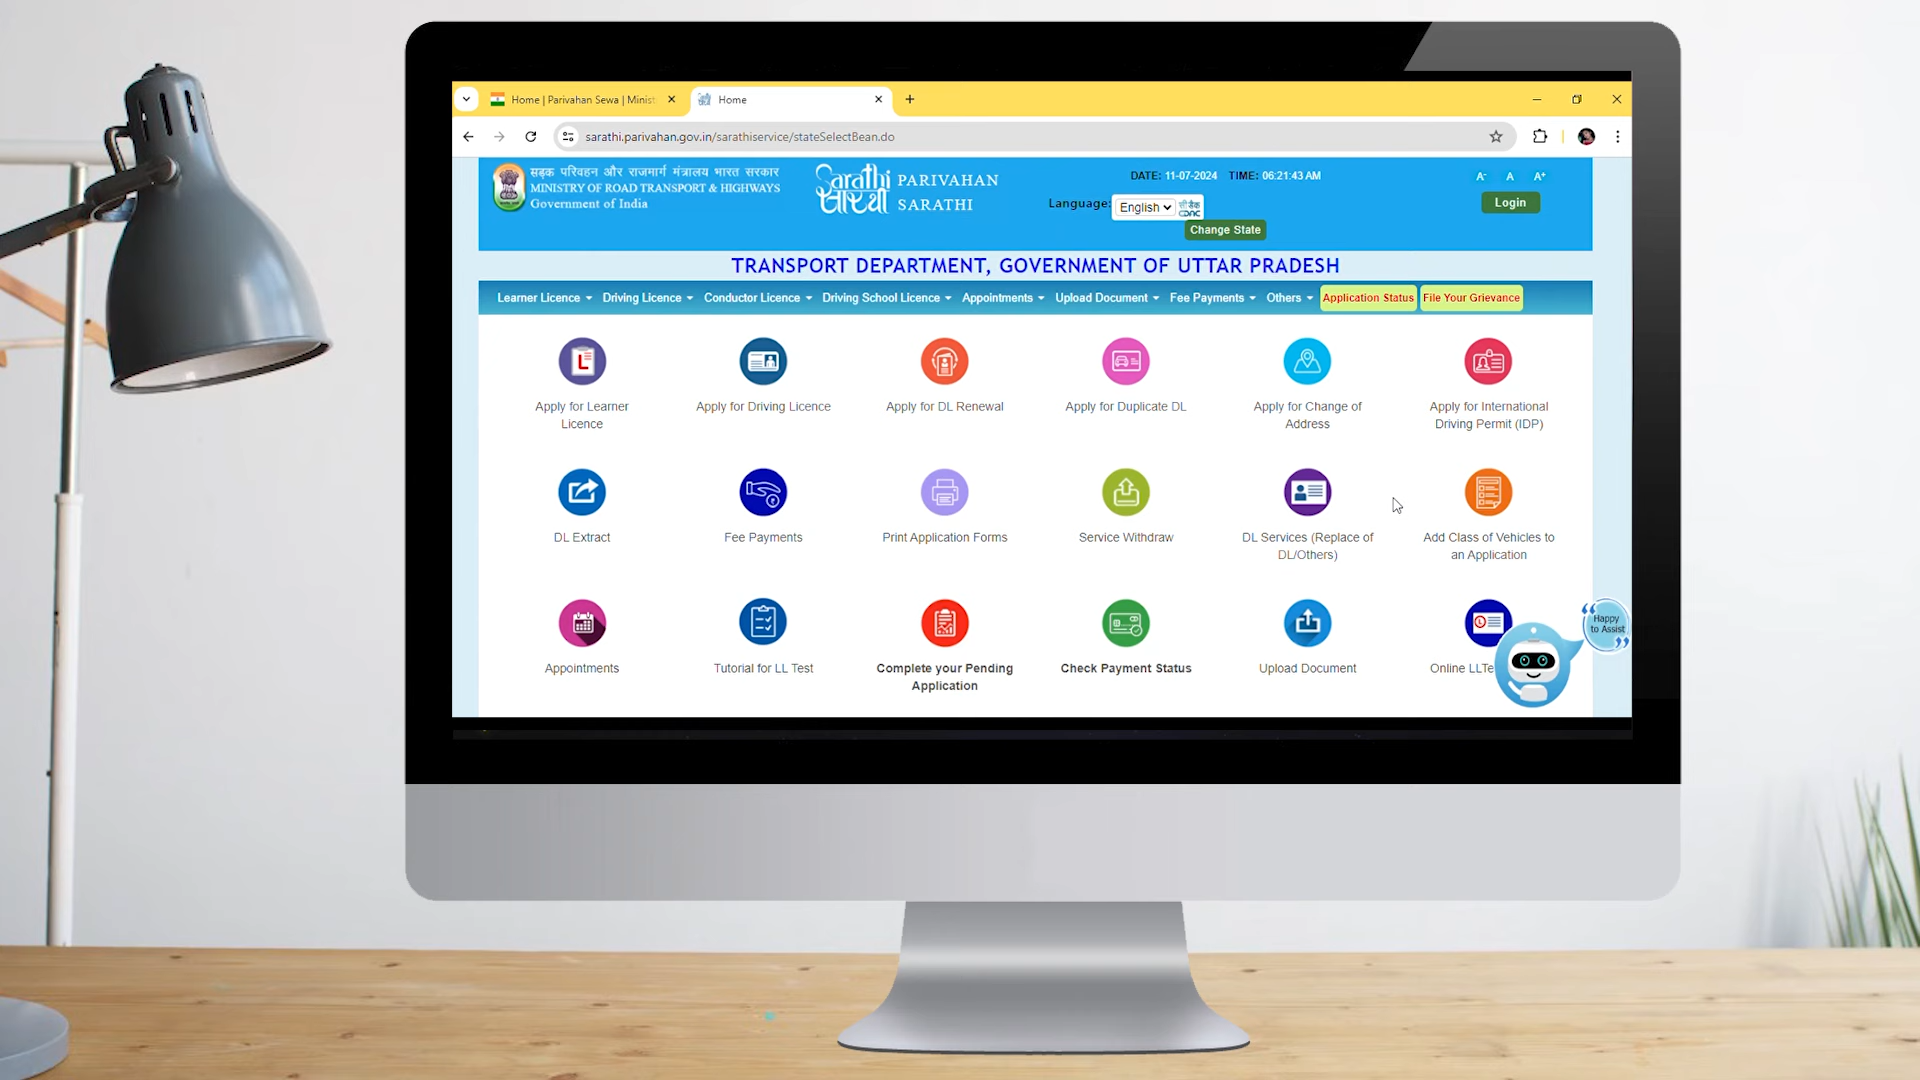 Home | Parivahan Sewa | Minist
Home
sarathi.parivahan.gov.in/sarathiservice/stateSelectBean.do
सड़क परिवहन और राजमार्ग मंत्रालय भारत सरकार
MINISTRY OF ROAD TRANSPORT & HIGHWAYS
Government of India
Sarathi
सारथी
PARIVAHAN
SARATHI
DATE: 11-07-2024 TIME: 06:21:43 AM
Language: English
सी डैक
CDAC
Change State
A- A A+
Login
TRANSPORT DEPARTMENT, GOVERNMENT OF UTTAR PRADESH
Learner Licence Driving Licence Conductor Licence Driving School Licence Appointments Upload Document Fee Payments Others Application Status File Your Grievance
L
Apply for Learner
Licence
Apply for Driving Licence
Apply for DL Renewal
Apply for Duplicate DL
Apply for Change of
Address
Apply for International
Driving Permit (IDP)
DL Extract
Fee Payments
Print Application Forms
Service Withdraw
DL Services (Replace of
DL/Others)
Add Class of Vehicles to
an Application
Appointments
Tutorial for LL Test
Complete your Pending
Application
Check Payment Status
Upload Document
Online LLTe
Happy
to Assist